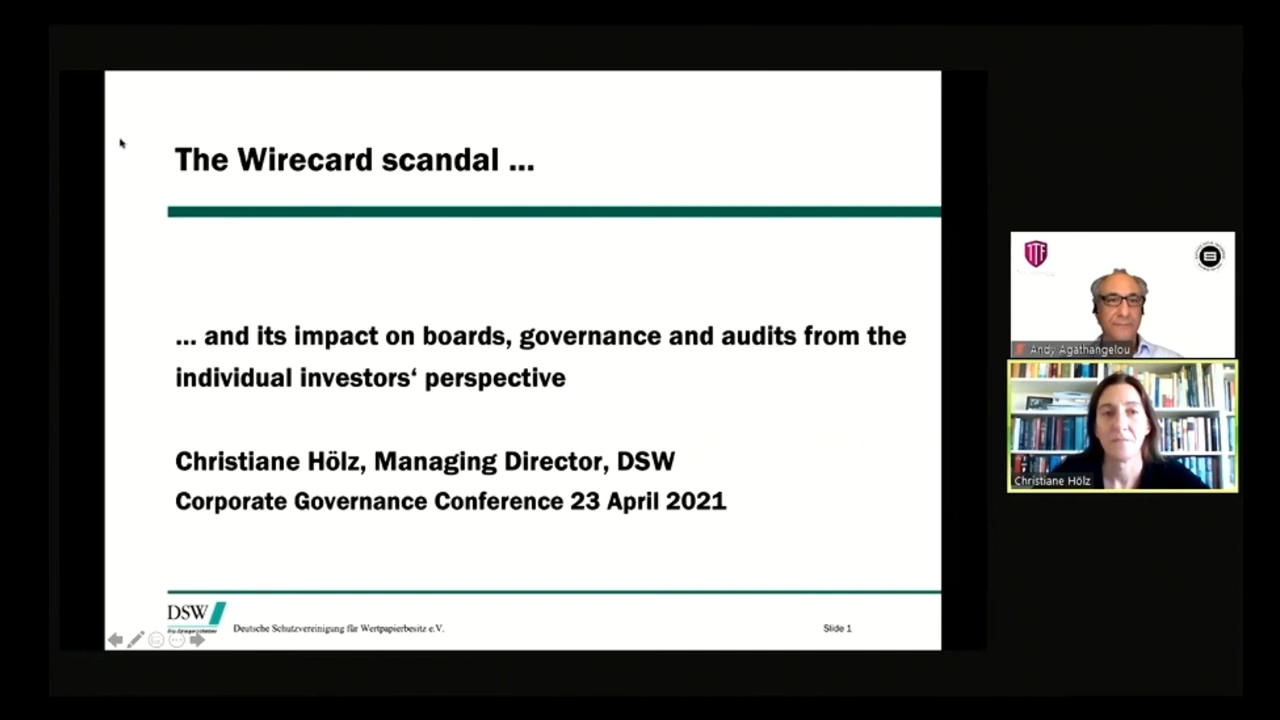 The Wirecard scandal ...
... and its impact on boards, governance and audits from the
individual investors‘ perspective
Christiane Hölz, Managing Director, DSW
Corporate Governance Conference 23 April 2021
DSW
Deutsche Schutzvereinigung für Wertpapierbesitz e.V.
Slide 1
TTF
Andy Agathangelou
Christiane Hölz